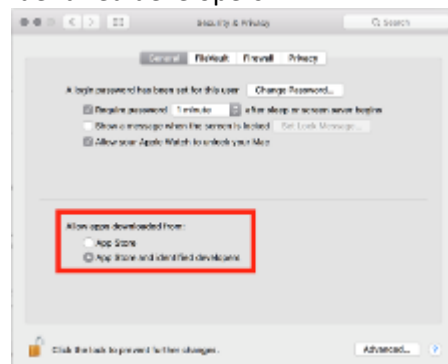 Security & Privacy
Search
General FileVault Firewall Privacy
A login password has been set for this user Change Password...
Require password 1 minute after sleep or screen saver begins
Show a message when the screen is locked Set Lock Message...
Allow your Apple Watch to unlock your Mac
Allow apps downloaded from:
App Store
App Store and identified developers
Click the lock to prevent further changes.
Advanced...
?